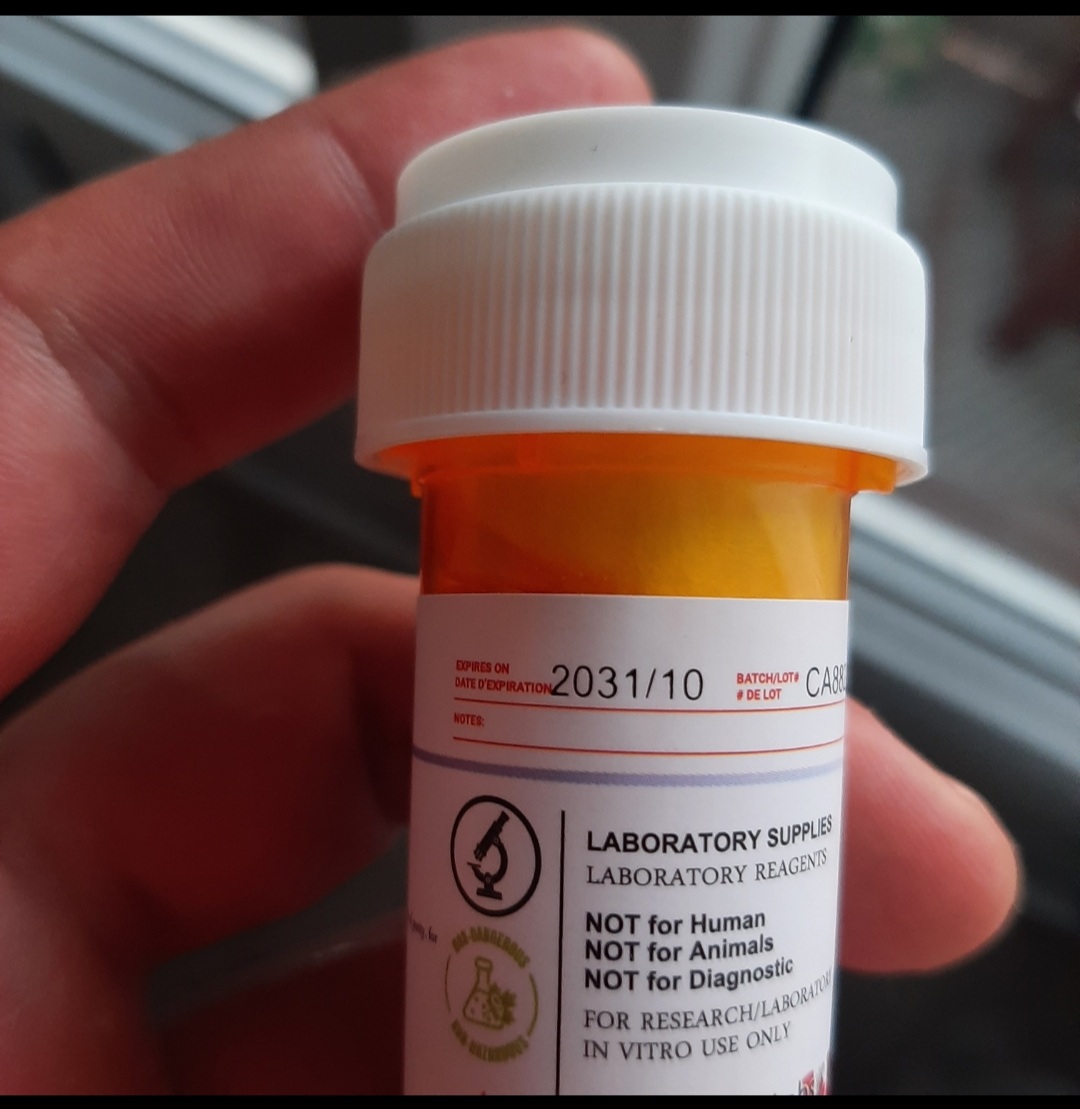 EXPIRES ON
DATE D'EXPIRATION 2031/10
BATCH/LOT#
# DE LOT
NOTES:
LABORATORY SUPPLIES
LABORATORY REAGENTS
NOT for Human
NOT for Animals
NOT for Diagnostic
FOR RESEARCH/LABORATORY
IN VITRO USE ONLY